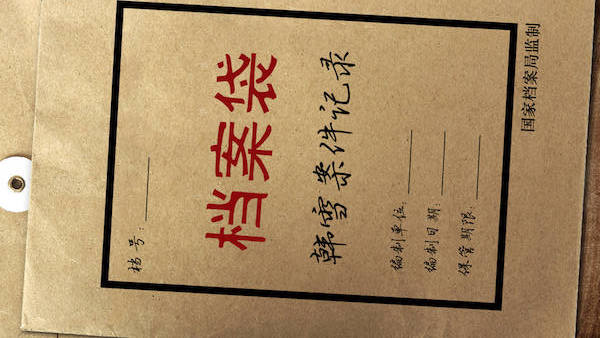 档号：
档案袋
韩雪案件记录
编制单位：
编制日期：
保管期限：
国家档案局监制